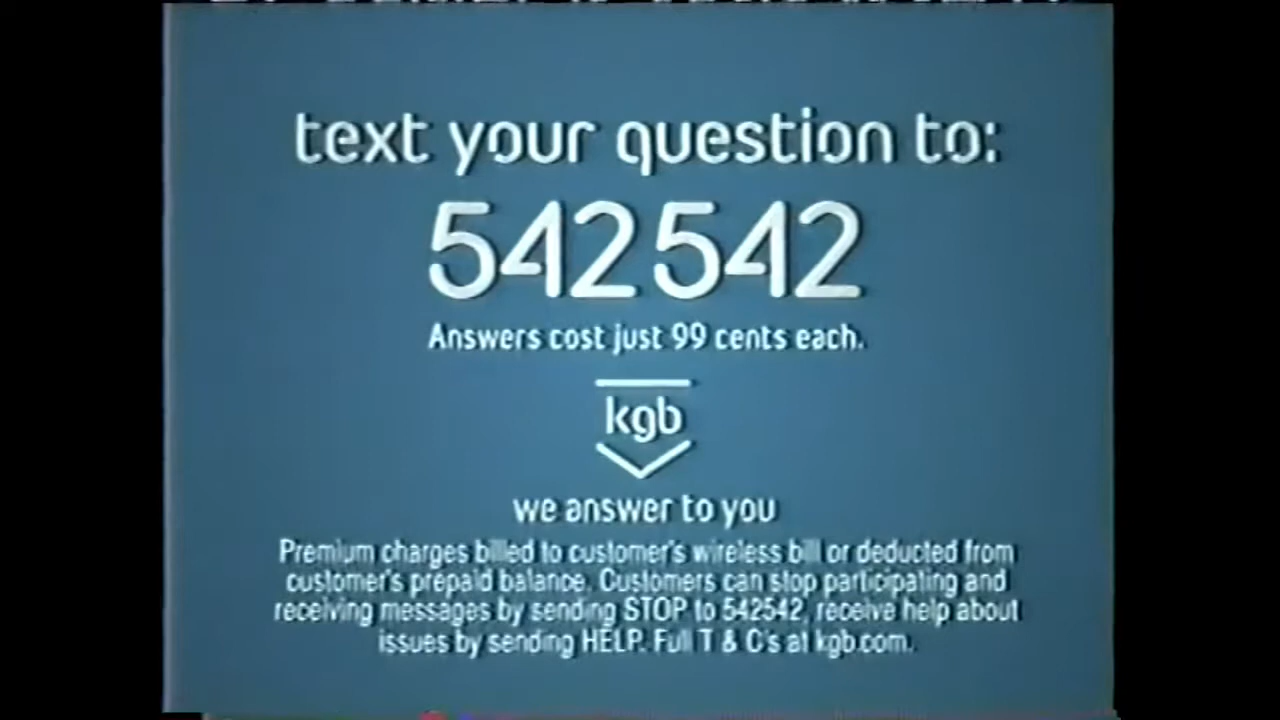 text your question to:
542542
Answers cost just 99 cents each.
kgb
we answer to you
Premium charges billed to customer's wireless bill or deducted from
customer's prepaid balance. Customers can stop participating and
receiving messages by sending STOP to 542542, receive help about
issues by sending HELP. Full T & C's at kgb.com.